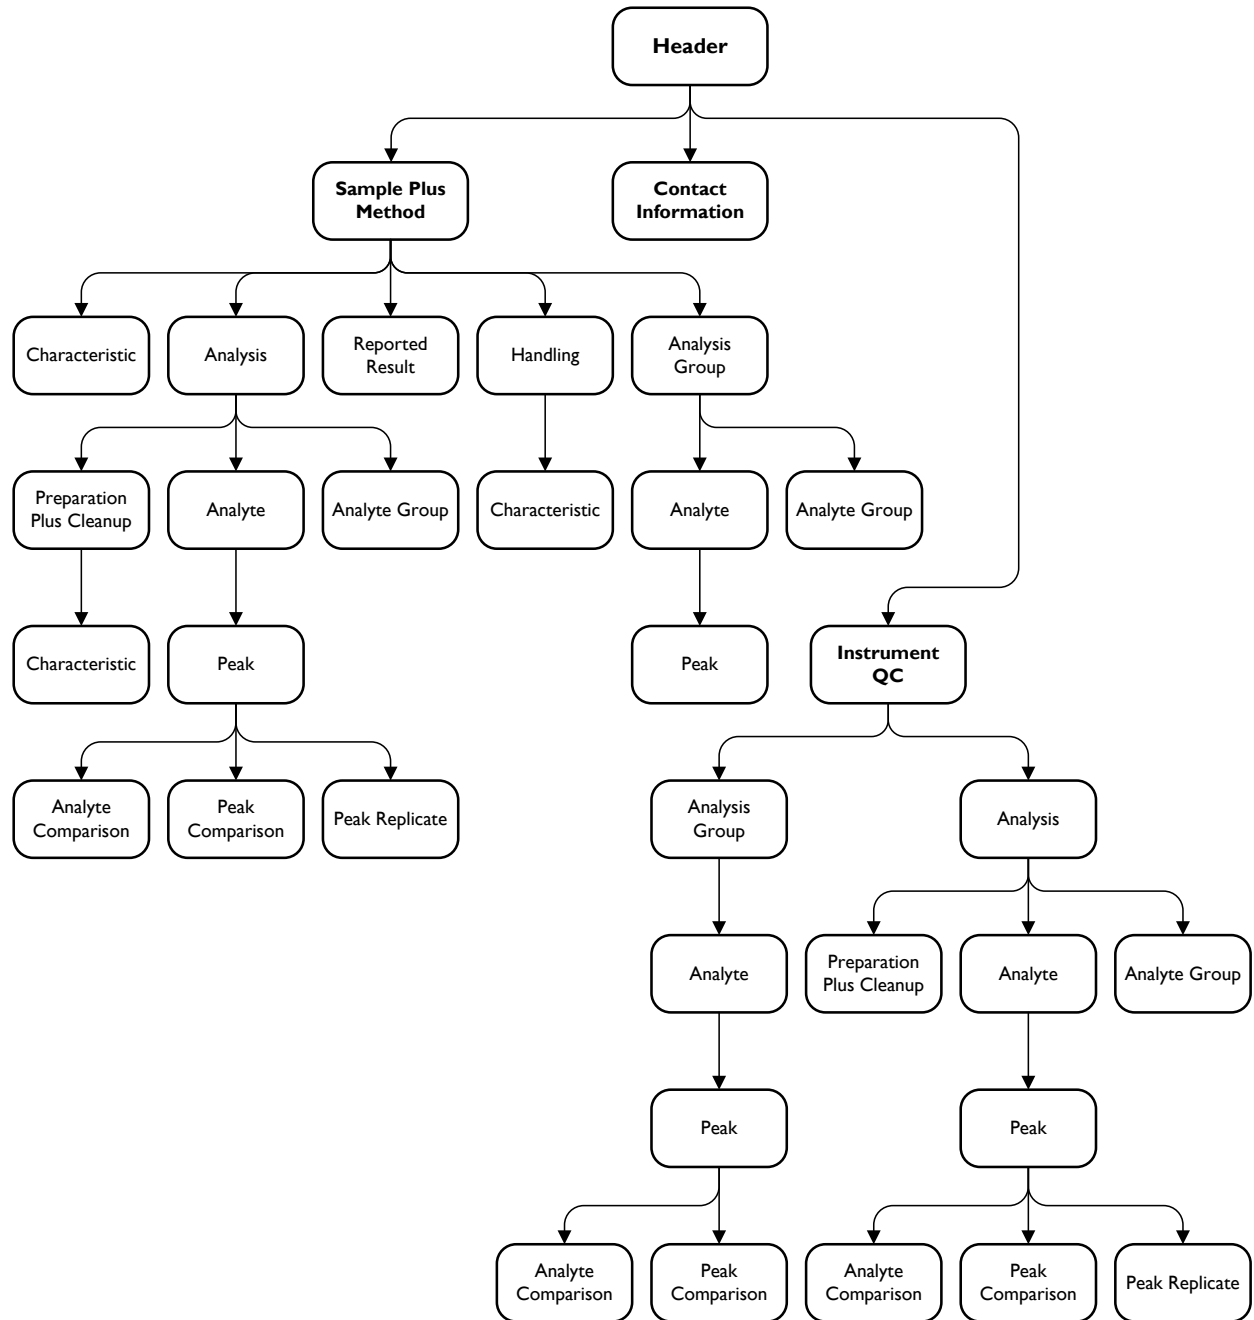 Header
Sample Plus
Method
Contact
Information
Characteristic
Analysis
Reported
Result
Handling
Analysis
Group
Preparation
Plus Cleanup
Analyte
Analyte Group
Characteristic
Analyte
Analyte Group
Characteristic
Peak
Peak
Instrument
QC
Analyte
Comparison
Peak
Comparison
Peak Replicate
Analysis
Group
Analysis
Analyte
Preparation
Plus Cleanup
Analyte
Analyte Group
Peak
Peak
Analyte
Comparison
Peak
Comparison
Analyte
Comparison
Peak
Comparison
Peak Replicate